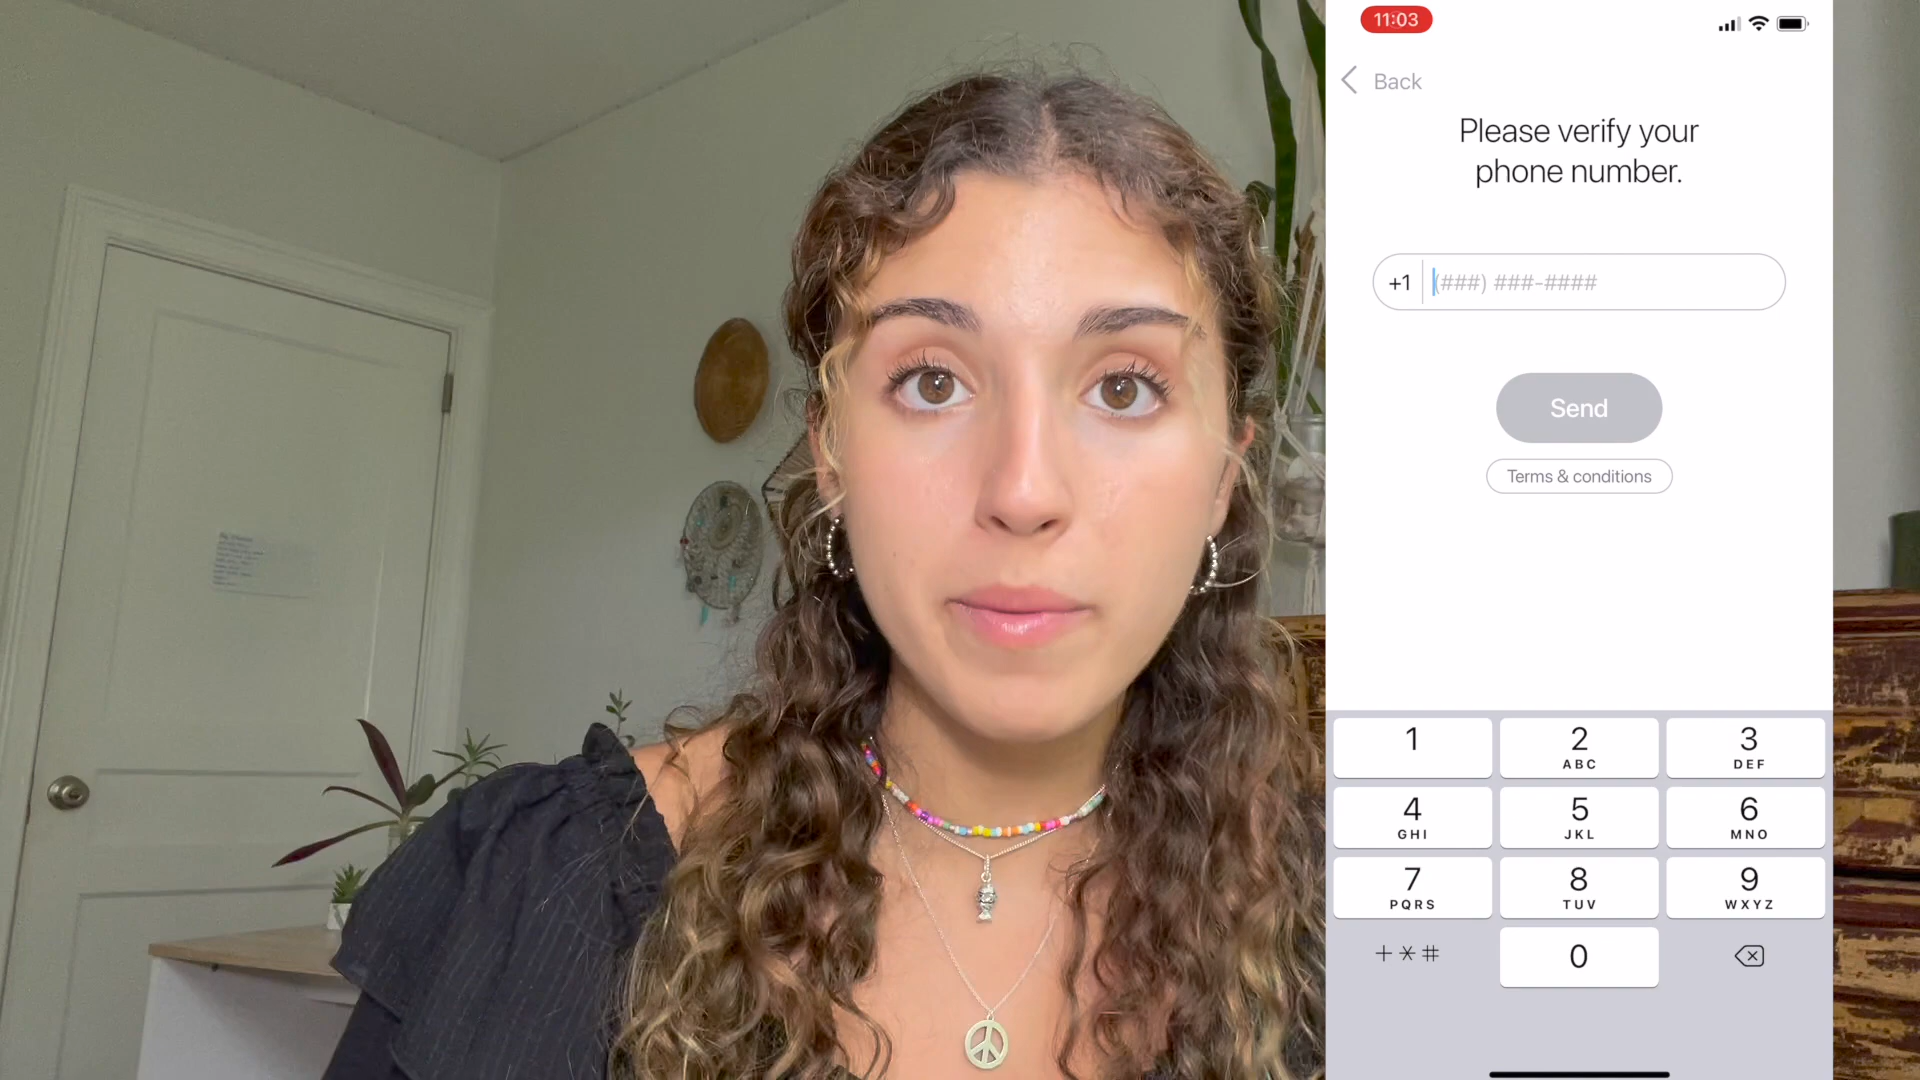 11:03
Back
Please verify your
phone number.
+1
(###) ###-####
Send
Terms & conditions
1
2
ABC
3
DEF
4
GHI
5
JKL
6
MNO
7
PQRS
8
TUV
9
WXYZ
+*#
0